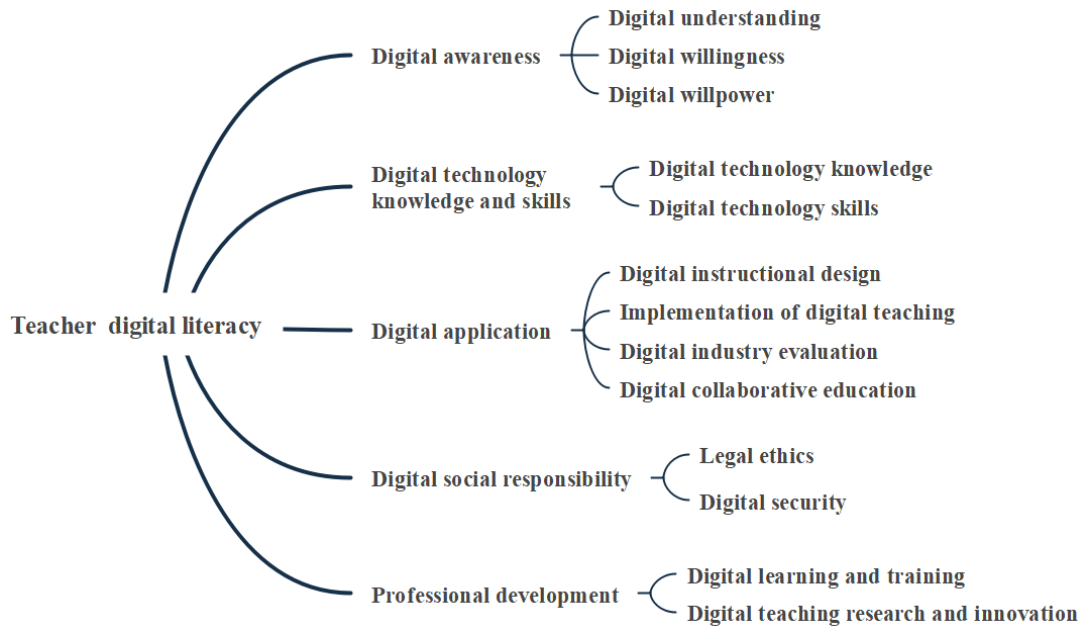 Teacher digital literacy
Digital awareness
Digital understanding
Digital willingness
Digital willpower
Digital technology
knowledge and skills
Digital technology knowledge
Digital technology skills
Digital application
Digital instructional design
Implementation of digital teaching
Digital industry evaluation
Digital collaborative education
Digital social responsibility
Legal ethics
Digital security
Professional development
Digital learning and training
Digital teaching research and innovation